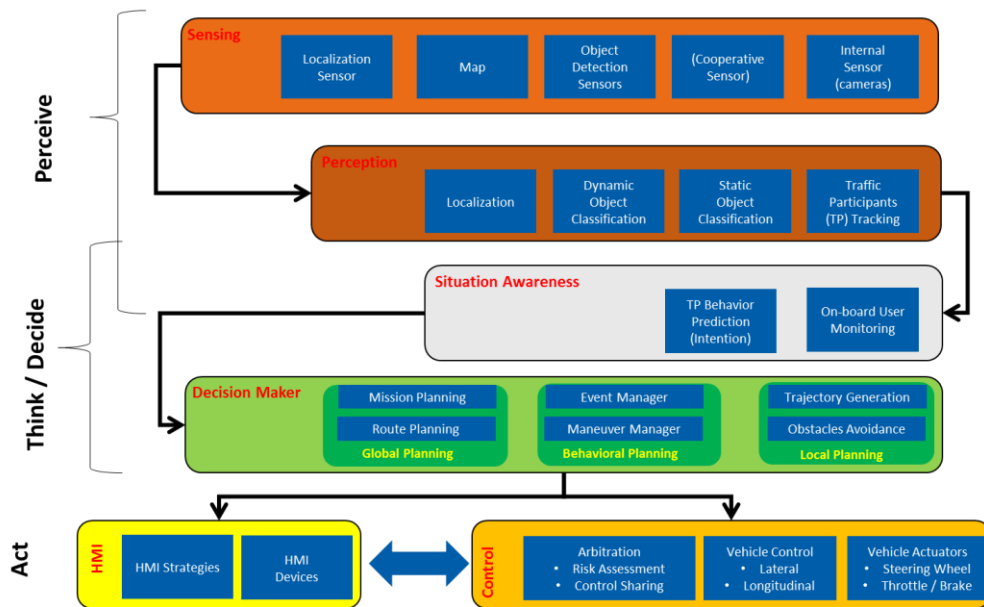 Perceive
Sensing
Localization
Sensor
Map
Object
Detection
Sensors
(Cooperative
Sensor)
Internal
Sensor
(cameras)
Perception
Localization
Dynamic
Object
Classification
Static
Object
Classification
Traffic
Participants
(TP) Tracking
Think / Decide
Situation Awareness
TP Behavior
Prediction
(Intention)
On-board User
Monitoring
Decision Maker
Mission Planning
Route Planning
Global Planning
Event Manager
Maneuver Manager
Behavioral Planning
Trajectory Generation
Obstacles Avoidance
Local Planning
Act
HMI
HMI Strategies
HMI
Devices
Control
Arbitration
• Risk Assessment
• Control Sharing
Vehicle Control
• Lateral
• Longitudinal
Vehicle Actuators
• Steering Wheel
• Throttle / Brake